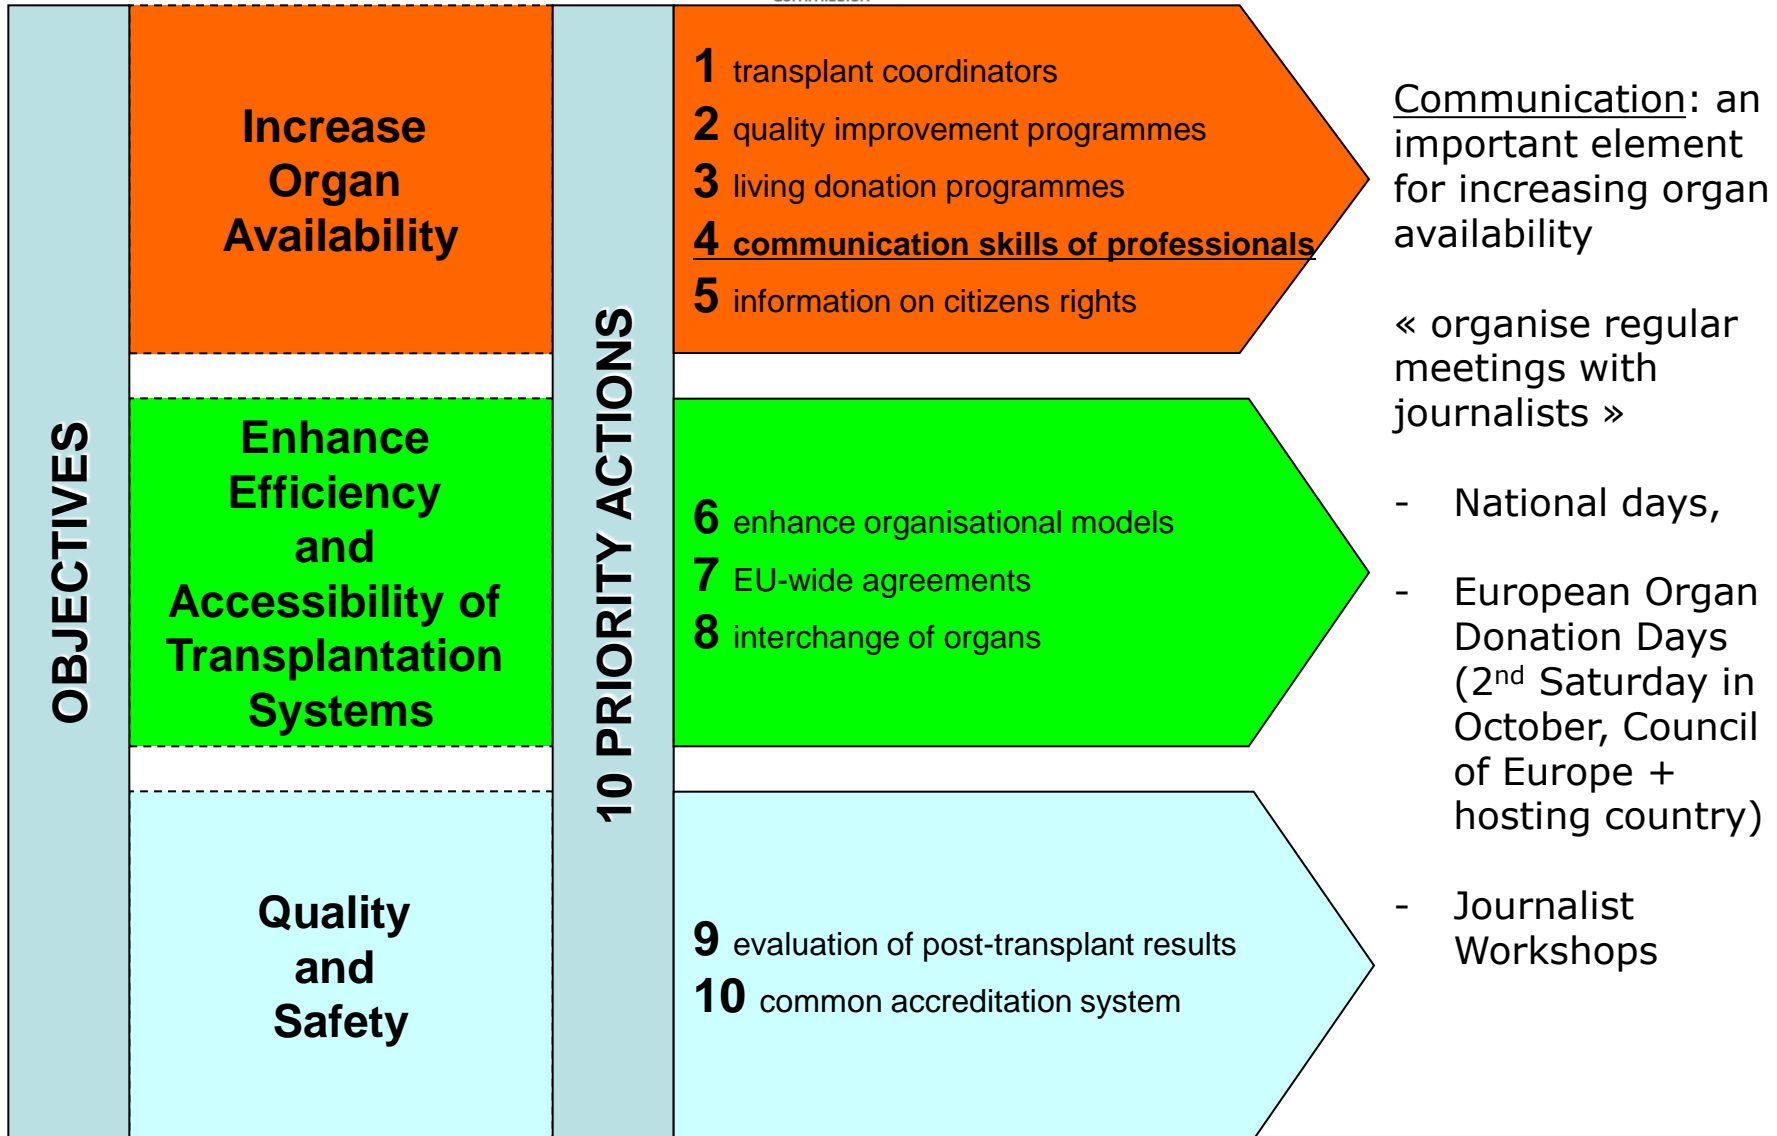 OBJECTIVES
Increase
Organ
Availability
Enhance
Efficiency
and
Accessibility of
Transplantation
Systems
Quality
and
Safety
10 PRIORITY ACTIONS
1 transplant coordinators
2 quality improvement programmes
3 living donation programmes
4 communication skills of professionals
5 information on citizens rights
6 enhance organisational models
7 EU-wide agreements
8 interchange of organs
9 evaluation of post-transplant results
10 common accreditation system
Communication: an
important element
for increasing organ
availability
« organise regular
meetings with
journalists »
- National days,
- European Organ
Donation Days
(2nd Saturday in
October, Council
of Europe +
hosting country)
- Journalist
Workshops